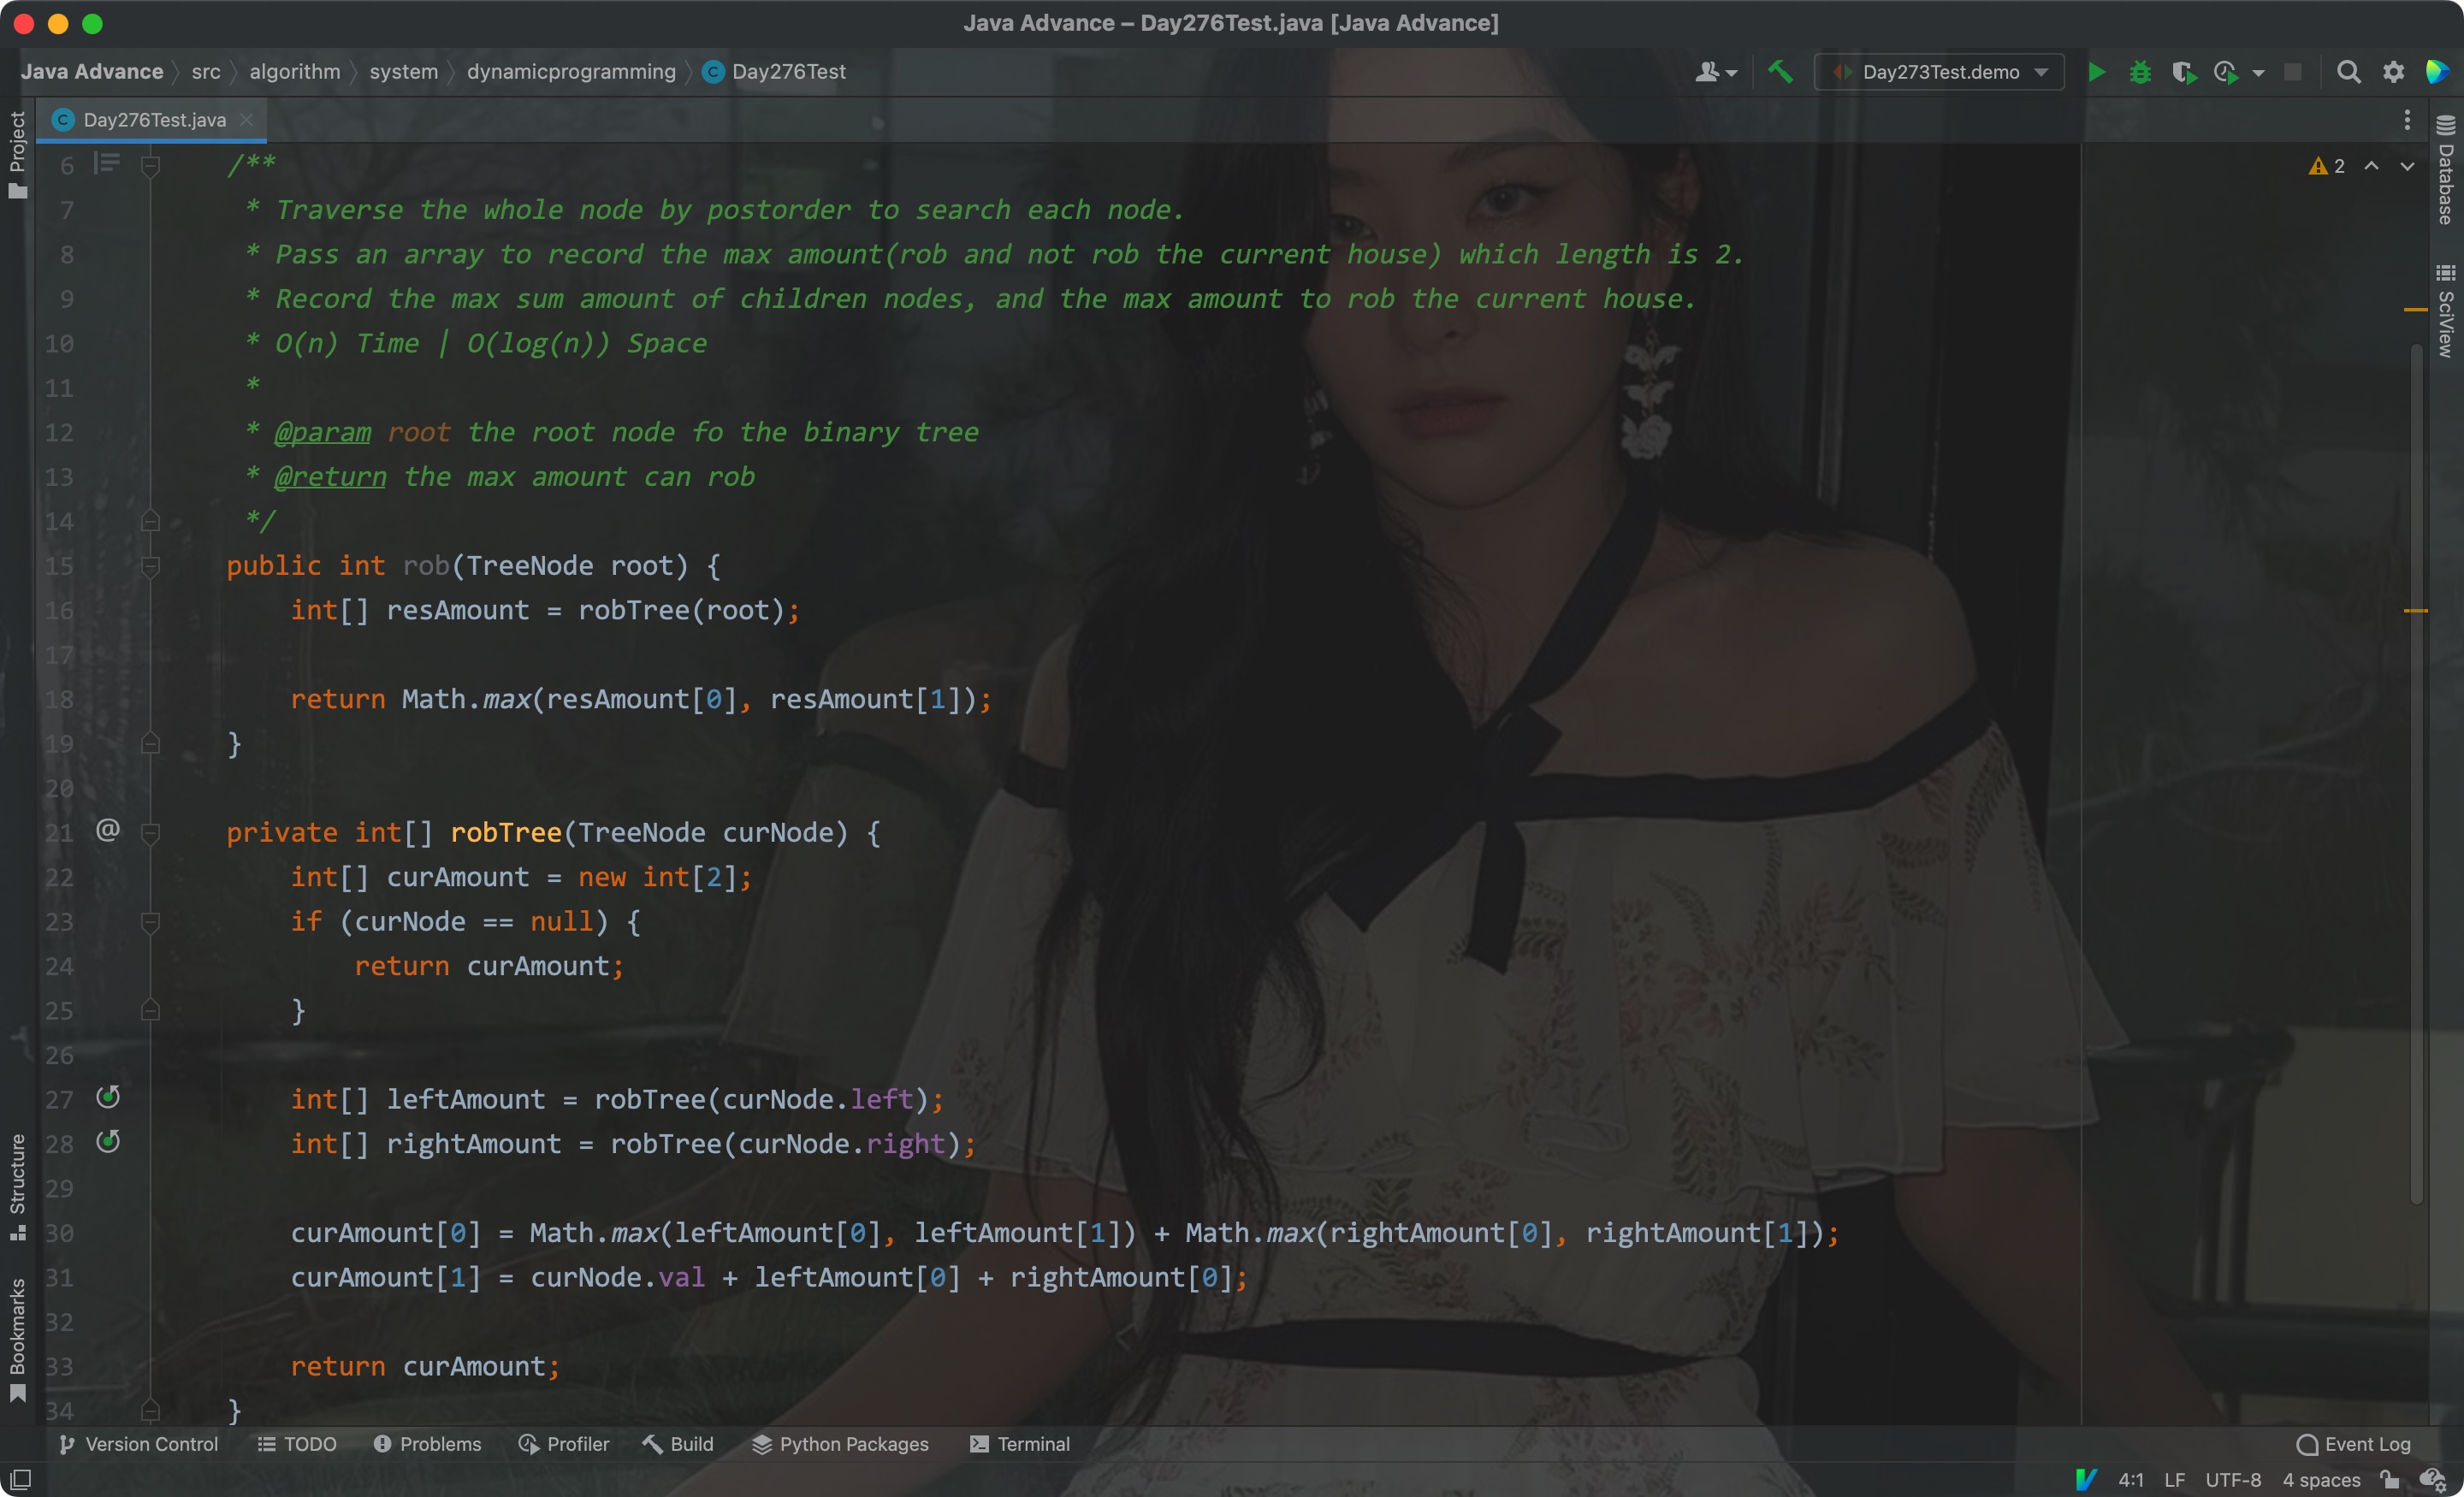 Java Advance – Day276Test.java [Java Advance]
Java Advance src algorithm system dynamicprogramming Day276Test Day273Test.demo
Project
Day276Test.java
2
Database
SciView
6 /**
7 * Traverse the whole node by postorder to search each node.
8 * Pass an array to record the max amount(rob and not rob the current house) which length is 2.
9 * Record the max sum amount of children nodes, and the max amount to rob the current house.
10 * O(n) Time | O(log(n)) Space
11 *
12 * @param root the root node fo the binary tree
13 * @return the max amount can rob
14 */
15 public int rob(TreeNode root) {
16 int[] resAmount = robTree(root);
17
18 return Math.max(resAmount[0], resAmount[1]);
19 }
20
21 @ private int[] robTree(TreeNode curNode) {
22 int[] curAmount = new int[2];
23 if (curNode == null) {
24 return curAmount;
25 }
26
27 int[] leftAmount = robTree(curNode.left);
28 int[] rightAmount = robTree(curNode.right);
29
30 curAmount[0] = Math.max(leftAmount[0], leftAmount[1]) + Math.max(rightAmount[0], rightAmount[1]);
31 curAmount[1] = curNode.val + leftAmount[0] + rightAmount[0];
32
33 return curAmount;
34 }
Structure
Bookmarks
Version Control TODO Problems Profiler Build Python Packages Terminal Event Log
4:1 LF UTF-8 4 spaces